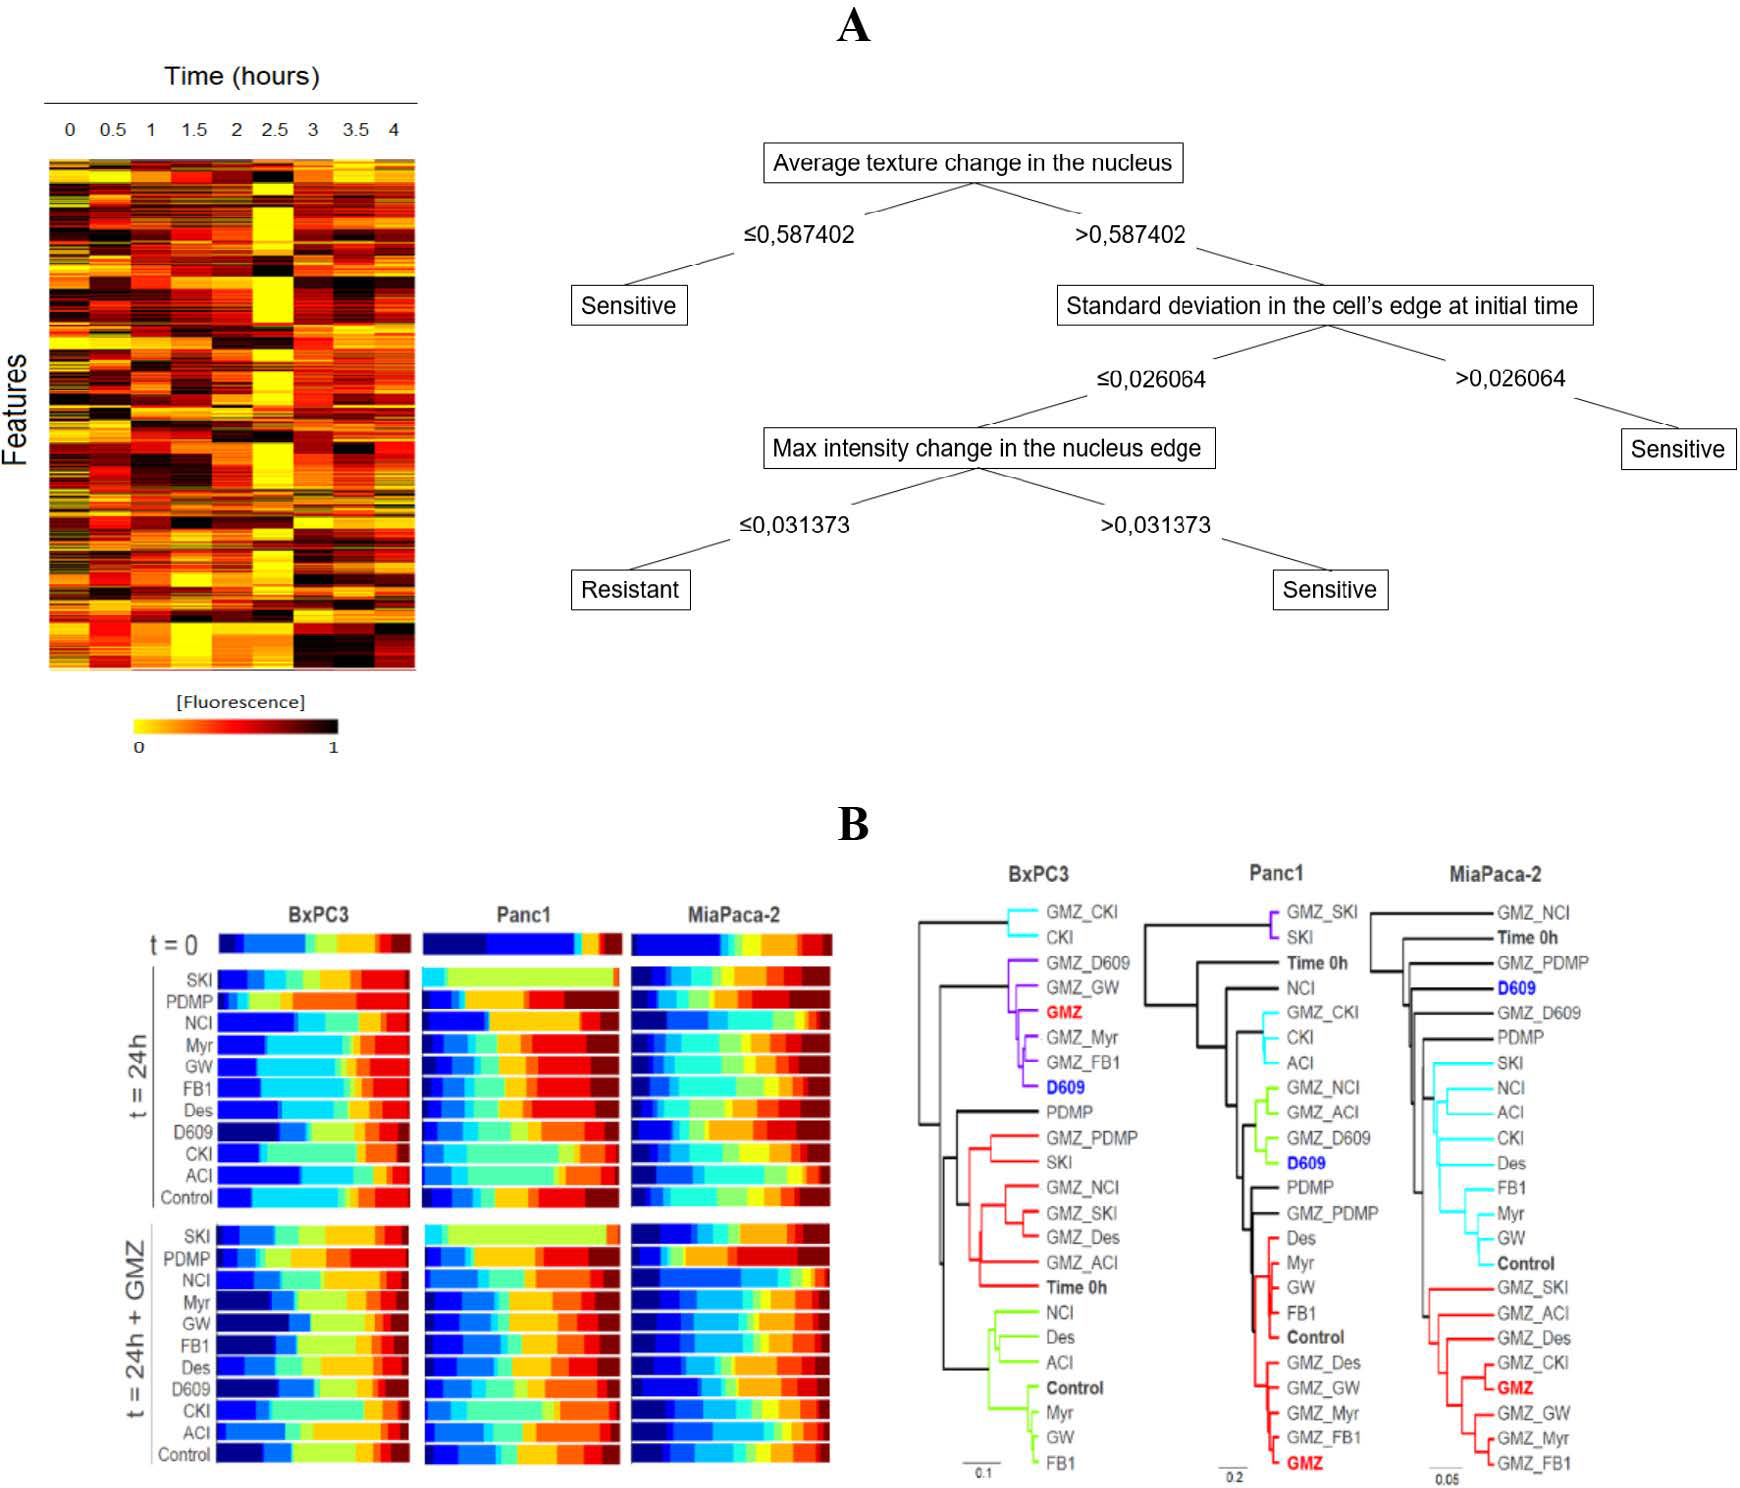 A
Time (hours)
0 0.5 1 1.5 2 2.5 3 3.5 4
Features
[Fluorescence]
0 1
Average texture change in the nucleus
≤0,587402 >0,587402
Sensitive
Standard deviation in the cell's edge at initial time
≤0,026064 >0,026064
Max intensity change in the nucleus edge
Sensitive
≤0,031373 >0,031373
Resistant
Sensitive
B
BxPC3 Panc1 MiaPaca-2
t = 0
t = 24h
SKI
PDMP
NCI
Myr
GW
FB1
Des
D609
CKI
ACI
Control
t = 24h + GMZ
SKI
PDMP
NCI
Myr
GW
FB1
Des
D609
CKI
ACI
Control
BxPC3
GMZ_CKI
CKI
GMZ_D609
GMZ_GW
GMZ
GMZ_Myr
GMZ_FB1
D609
PDMP
GMZ_PDMP
SKI
GMZ_NCI
GMZ_SKI
GMZ_Des
GMZ_ACI
Time 0h
NCI
Des
ACI
Control
Myr
GW
FB1
0.1
Panc1
GMZ_SKI
SKI
Time 0h
NCI
GMZ_CKI
CKI
ACI
GMZ_NCI
GMZ_ACI
GMZ_D609
D609
PDMP
GMZ_PDMP
Des
Myr
GW
FB1
Control
GMZ_Des
GMZ_GW
GMZ_Myr
GMZ_FB1
GMZ
0.2
MiaPaca-2
GMZ_NCI
Time 0h
GMZ_PDMP
D609
GMZ_D609
PDMP
SKI
NCI
ACI
CKI
Des
FB1
Myr
GW
Control
GMZ_SKI
GMZ_ACI
GMZ_Des
GMZ_CKI
GMZ
GMZ_GW
GMZ_Myr
GMZ_FB1
0.05